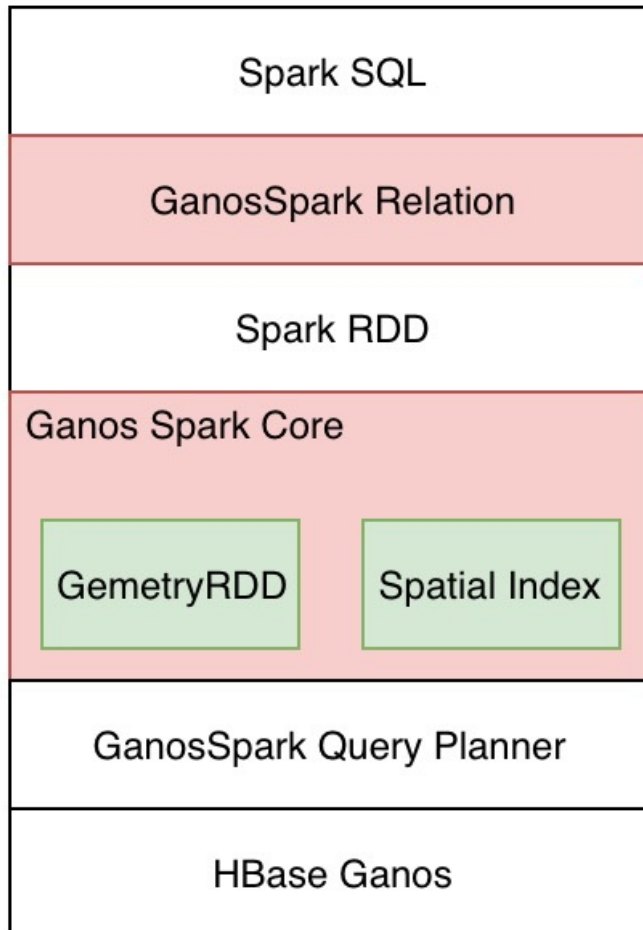 Spark SQL
GanosSpark Relation
Spark RDD
Ganos Spark Core
GemetryRDD
Spatial Index
GanosSpark Query Planner
HBase Ganos